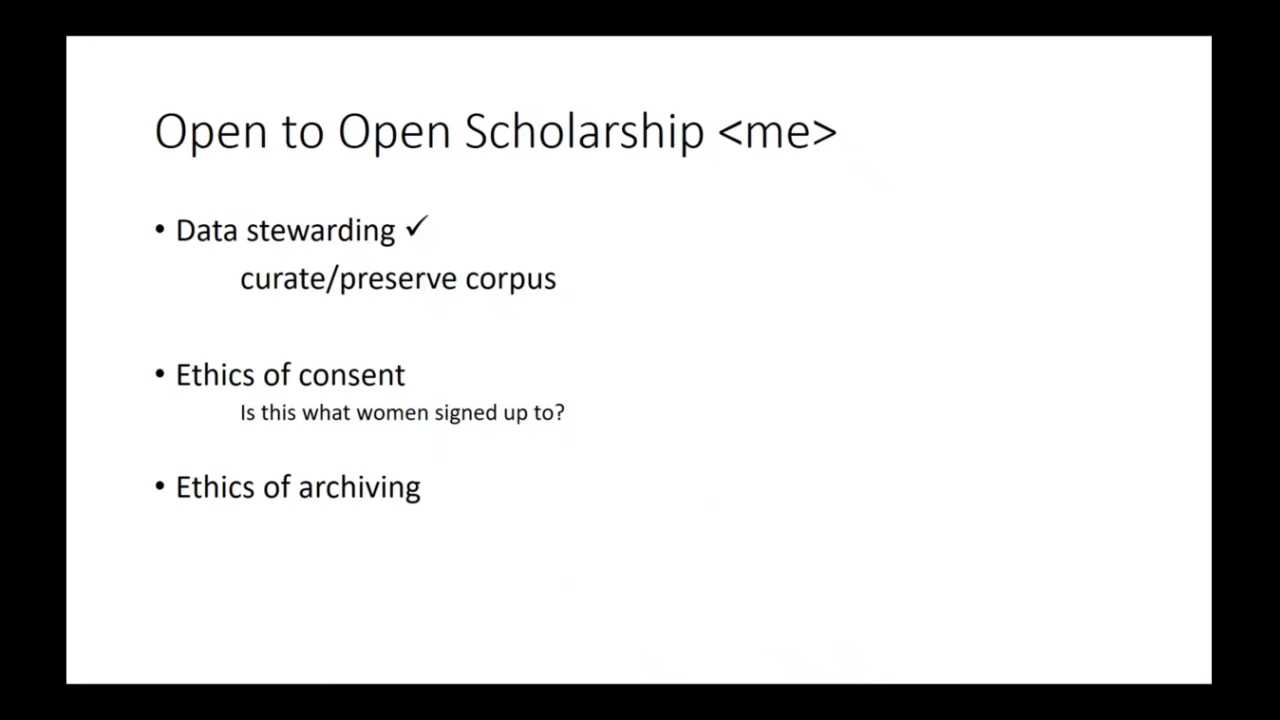 Open to Open Scholarship <me>
• Data stewarding ✓
curate/preserve corpus
• Ethics of consent
Is this what women signed up to?
• Ethics of archiving